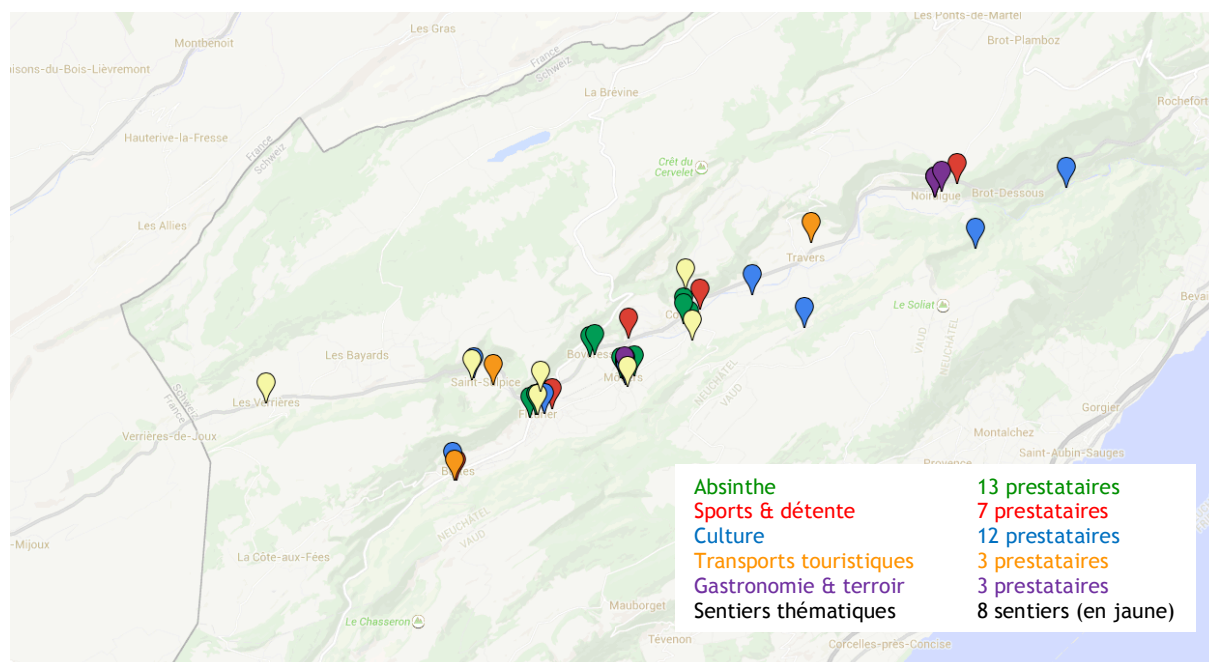 Les Ponts-de-Martel
Les Gras
Brot-Plamboz
Montbenoit
France
Schweiz
aisons-du-Bois-Lièvremont
La Brévine
Rochefort
Hauterive-la-Fresse
France
Schweiz
Crêt du
Cervelet
Noiraigue
Brot-Dessous
Les Allies
Travers
Le Soliat
Bevai
Les Bayards
Saint-Sulpice
VAUD
NEUCHÂTEL
Les Verrières
Schweiz
France
NEUCHÂTEL
VAUD
Gorgier
Verrières-de-Joux
Montalchez
Saint-Aubin-Sauges
Provence
-Mijoux
La Côte-aux-Fées
NEUCHÂTEL
VAUD
Absinthe 13 prestataires
Sports & détente 7 prestataires
Culture 12 prestataires
Transports touristiques 3 prestataires
Gastronomie & terroir 3 prestataires
Sentiers thématiques 8 sentiers (en jaune)
Mauborget
Le Chasseron
Tévenon
Corcelles-près-Concise